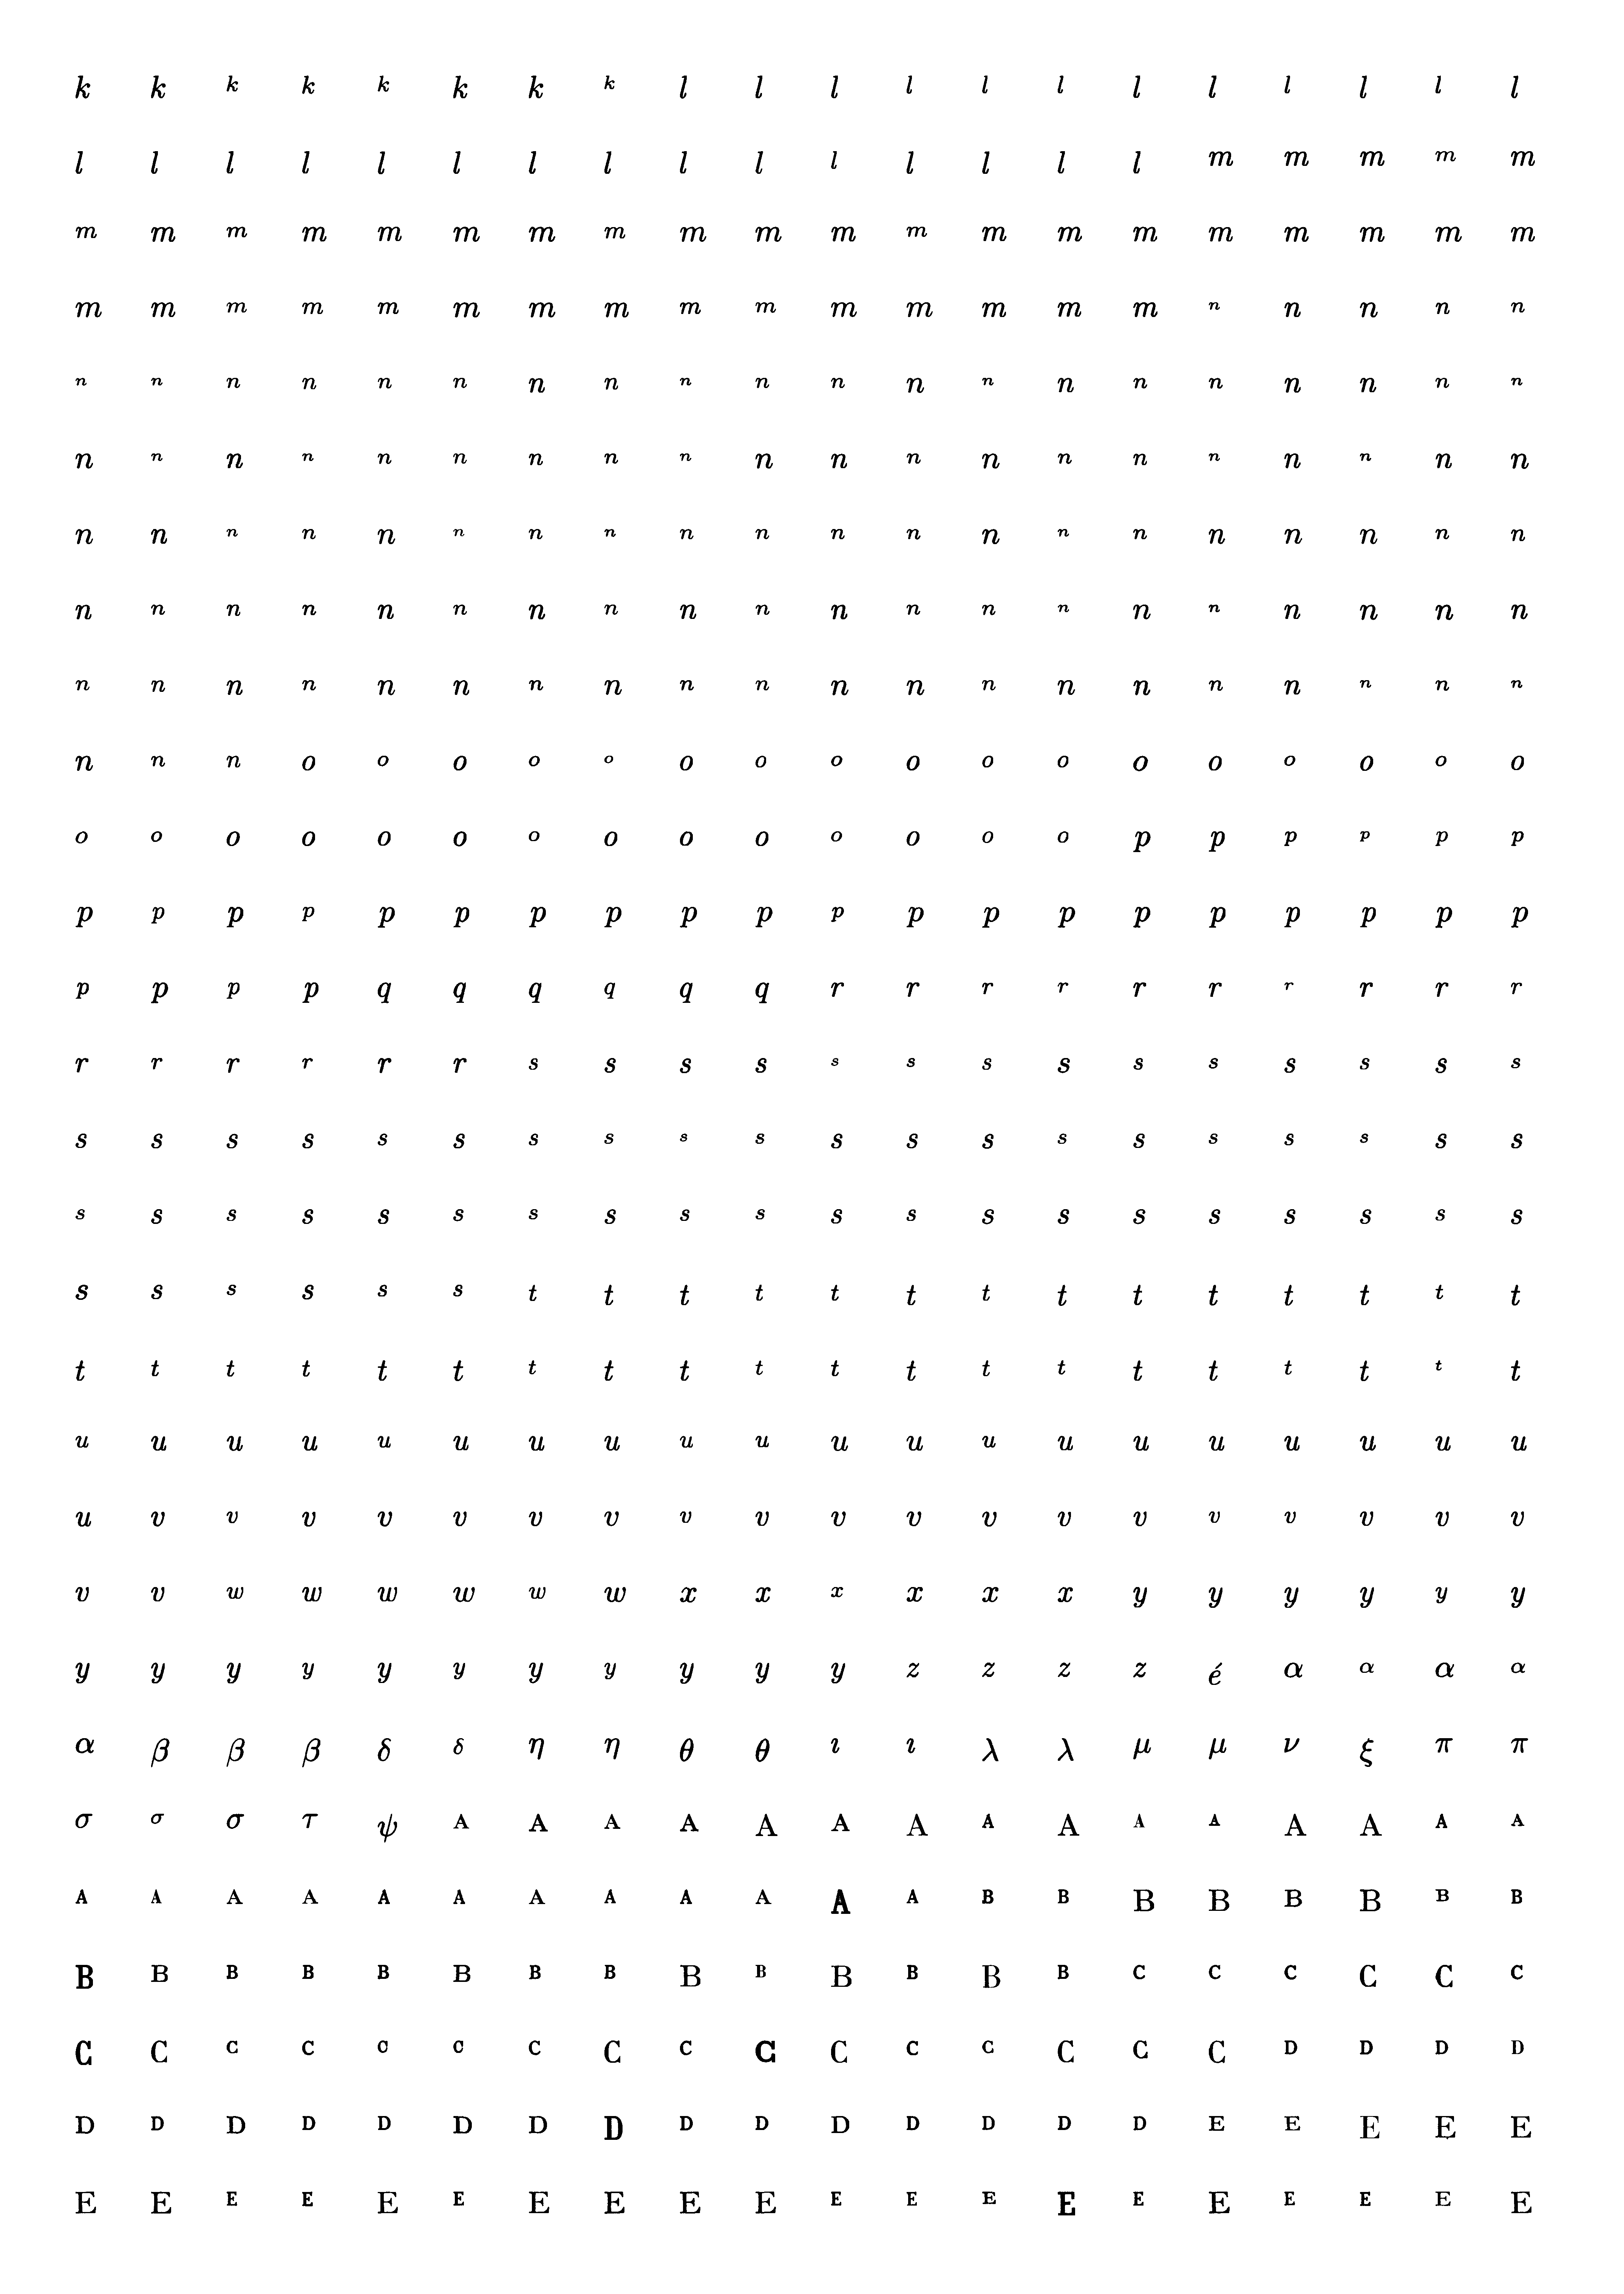 k k k k k k k k l l l l l l l l l l l l
l l l l l l l l l l l l l l l m m m m m
m m m m m m m m m m m m m m m m m m m m
m m m m m m m m m m m m m m m n n n n n
n n n n n n n n n n n n n n n n n n n n
n n n n n n n n n n n n n n n n n n n n
n n n n n n n n n n n n n n n n n n n n
n n n n n n n n n n n n n n n n n n n n
n n n n n n n n n n n n n n n n n n n n
n n n o o o o o o o o o o o o o o o o o
o o o o o o o o o o o o o o p p p p p p
p p p p p p p p p p p p p p p p p p p p
p p p p q q q q q q r r r r r r r r r r
r r r r r r s s s s s s s s s s s s s s
s s s s s s s s s s s s s s s s s s s s
s s s s s s s s s s s s s s s s s s s s
s s s s s s t t t t t t t t t t t t t t
t t t t t t t t t t t t t t t t t t t t
u u u u u u u u u u u u u u u u u u u u
u v v v v v v v v v v v v v v v v v v v
v v w w w w w w x x x x x x y y y y y y
y y y y y y y y y y y z z z z é α α α α
α β β β δ δ η η θ θ ι ι λ λ μ μ ν ξ π π
σ σ σ τ ψ A A A A A A A A A A A A A A A
A A A A A A A A A A A A B B B B B B B B
B B B B B B B B B B B B B B C C C C C C
C C C C C C C C C C C C C C C C D D D D
D D D D D D D D D D D D D D D E E E E E
E E E E E E E E E E E E E E E E E E E E